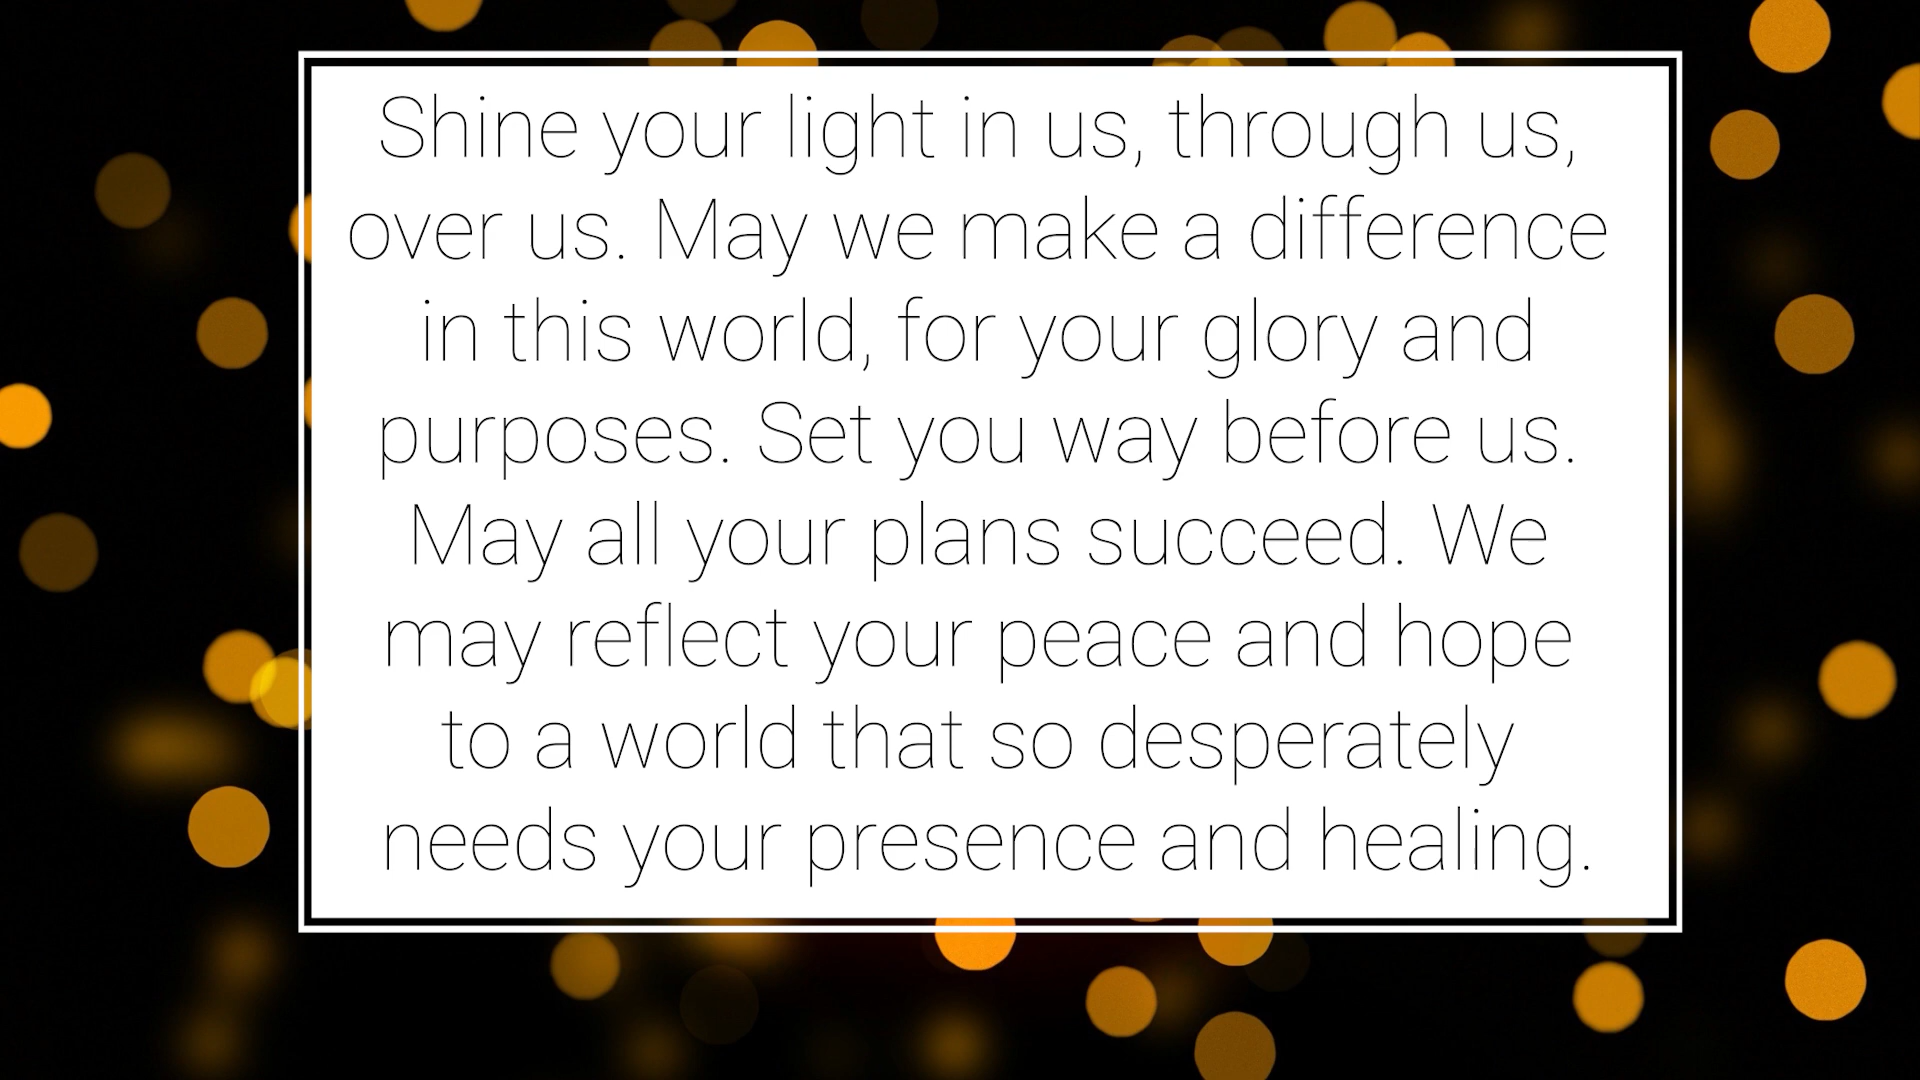 Shine your light in us, through us,
over us. May we make a difference
in this world, for your glory and
purposes. Set you way before us.
May all your plans succeed. We
may reflect your peace and hope
to a world that so desperately
needs your presence and healing.